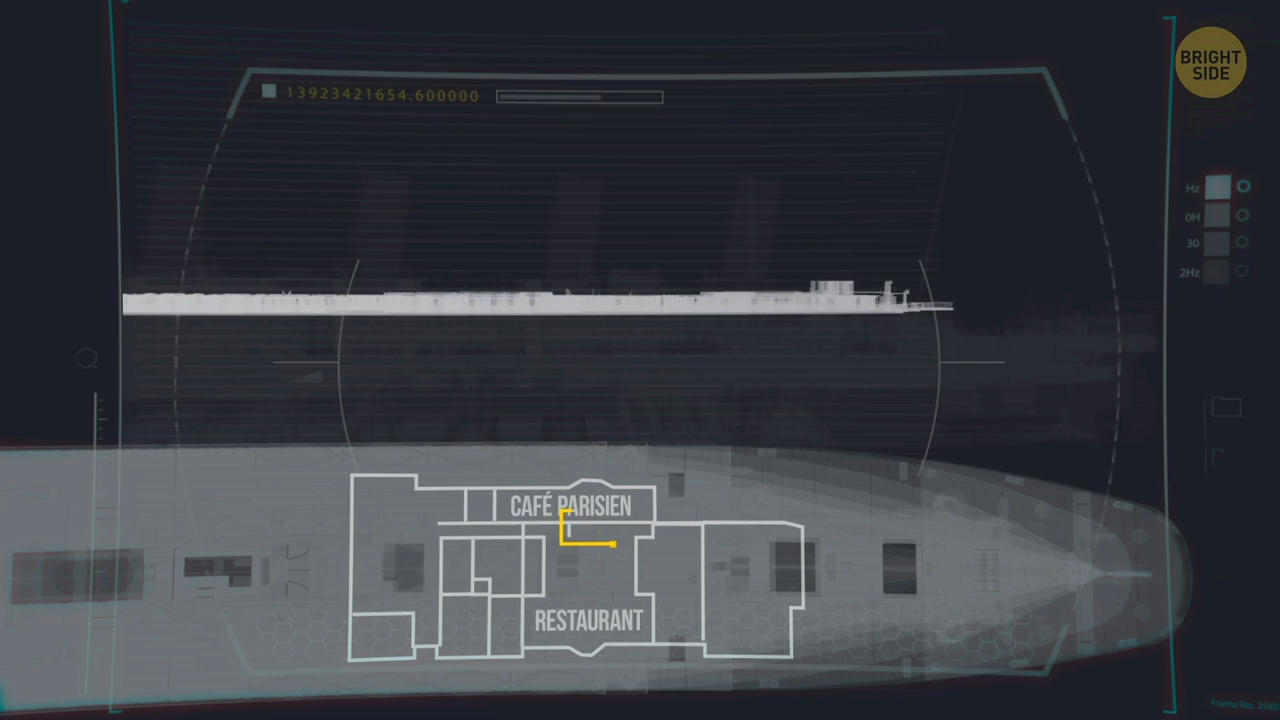 BRIGHT
SIDE
13923421654.600000
Hz
0H
30
2Hz
CAFÉ PARISIEN
RESTAURANT